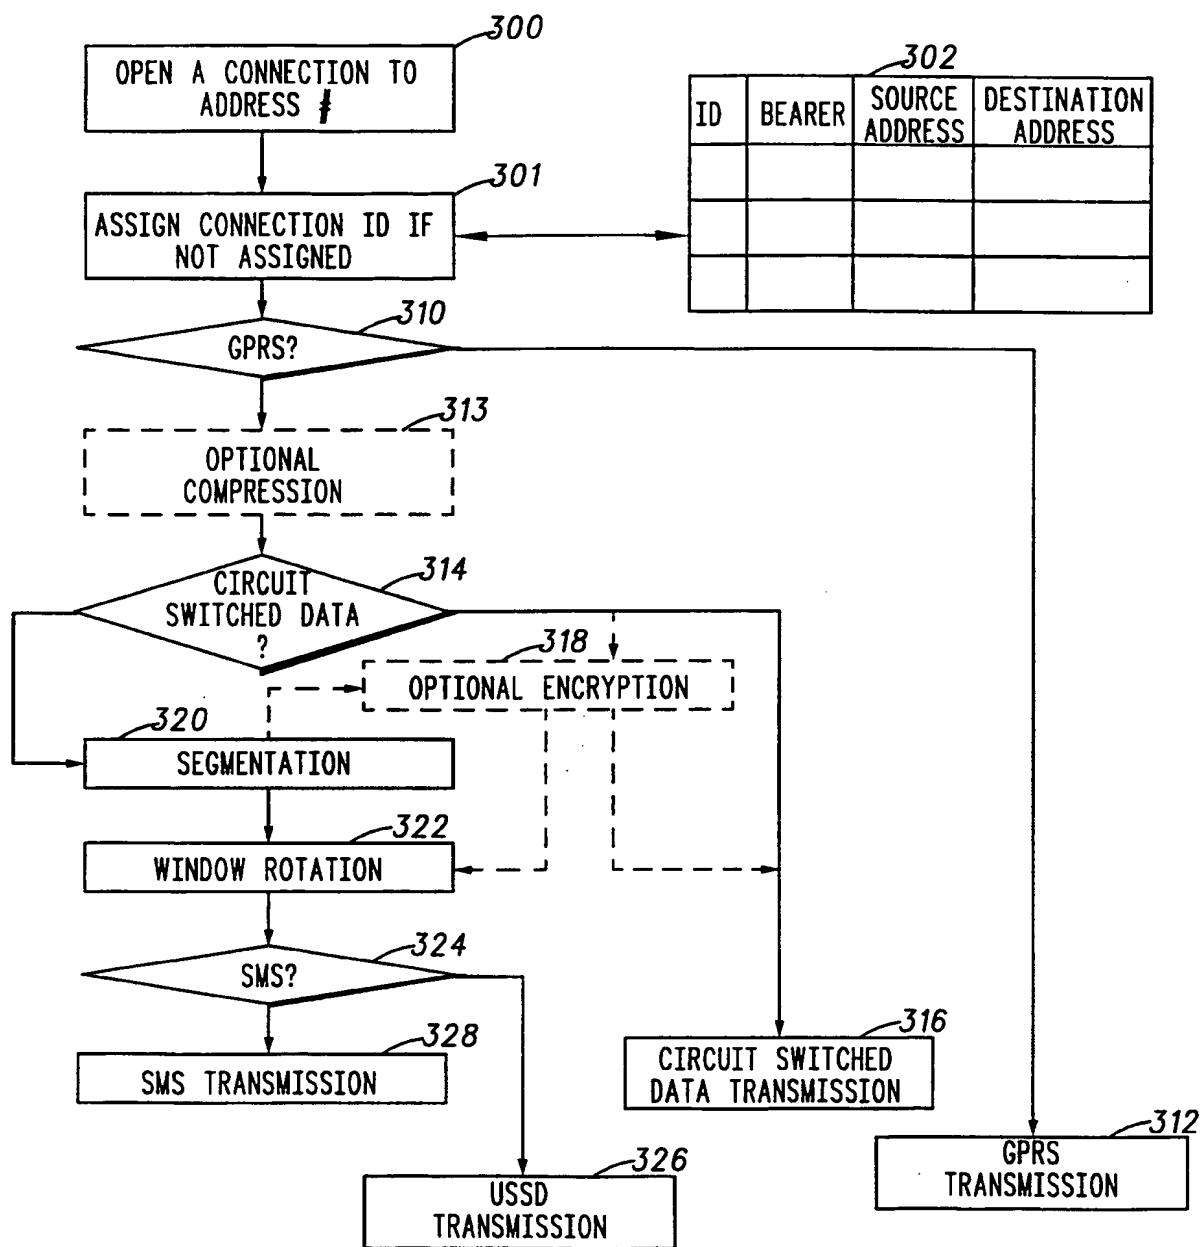 300
OPEN A CONNECTION TO
ADDRESS #
302
ID
BEARER
SOURCE
ADDRESS
DESTINATION
ADDRESS
301
ASSIGN CONNECTION ID IF
NOT ASSIGNED
310
GPRS?
313
OPTIONAL
COMPRESSION
314
CIRCUIT
SWITCHED DATA
?
318
OPTIONAL ENCRYPTION
320
SEGMENTATION
322
WINDOW ROTATION
324
SMS?
328
SMS TRANSMISSION
316
CIRCUIT SWITCHED
DATA TRANSMISSION
312
GPRS
TRANSMISSION
326
USSD
TRANSMISSION